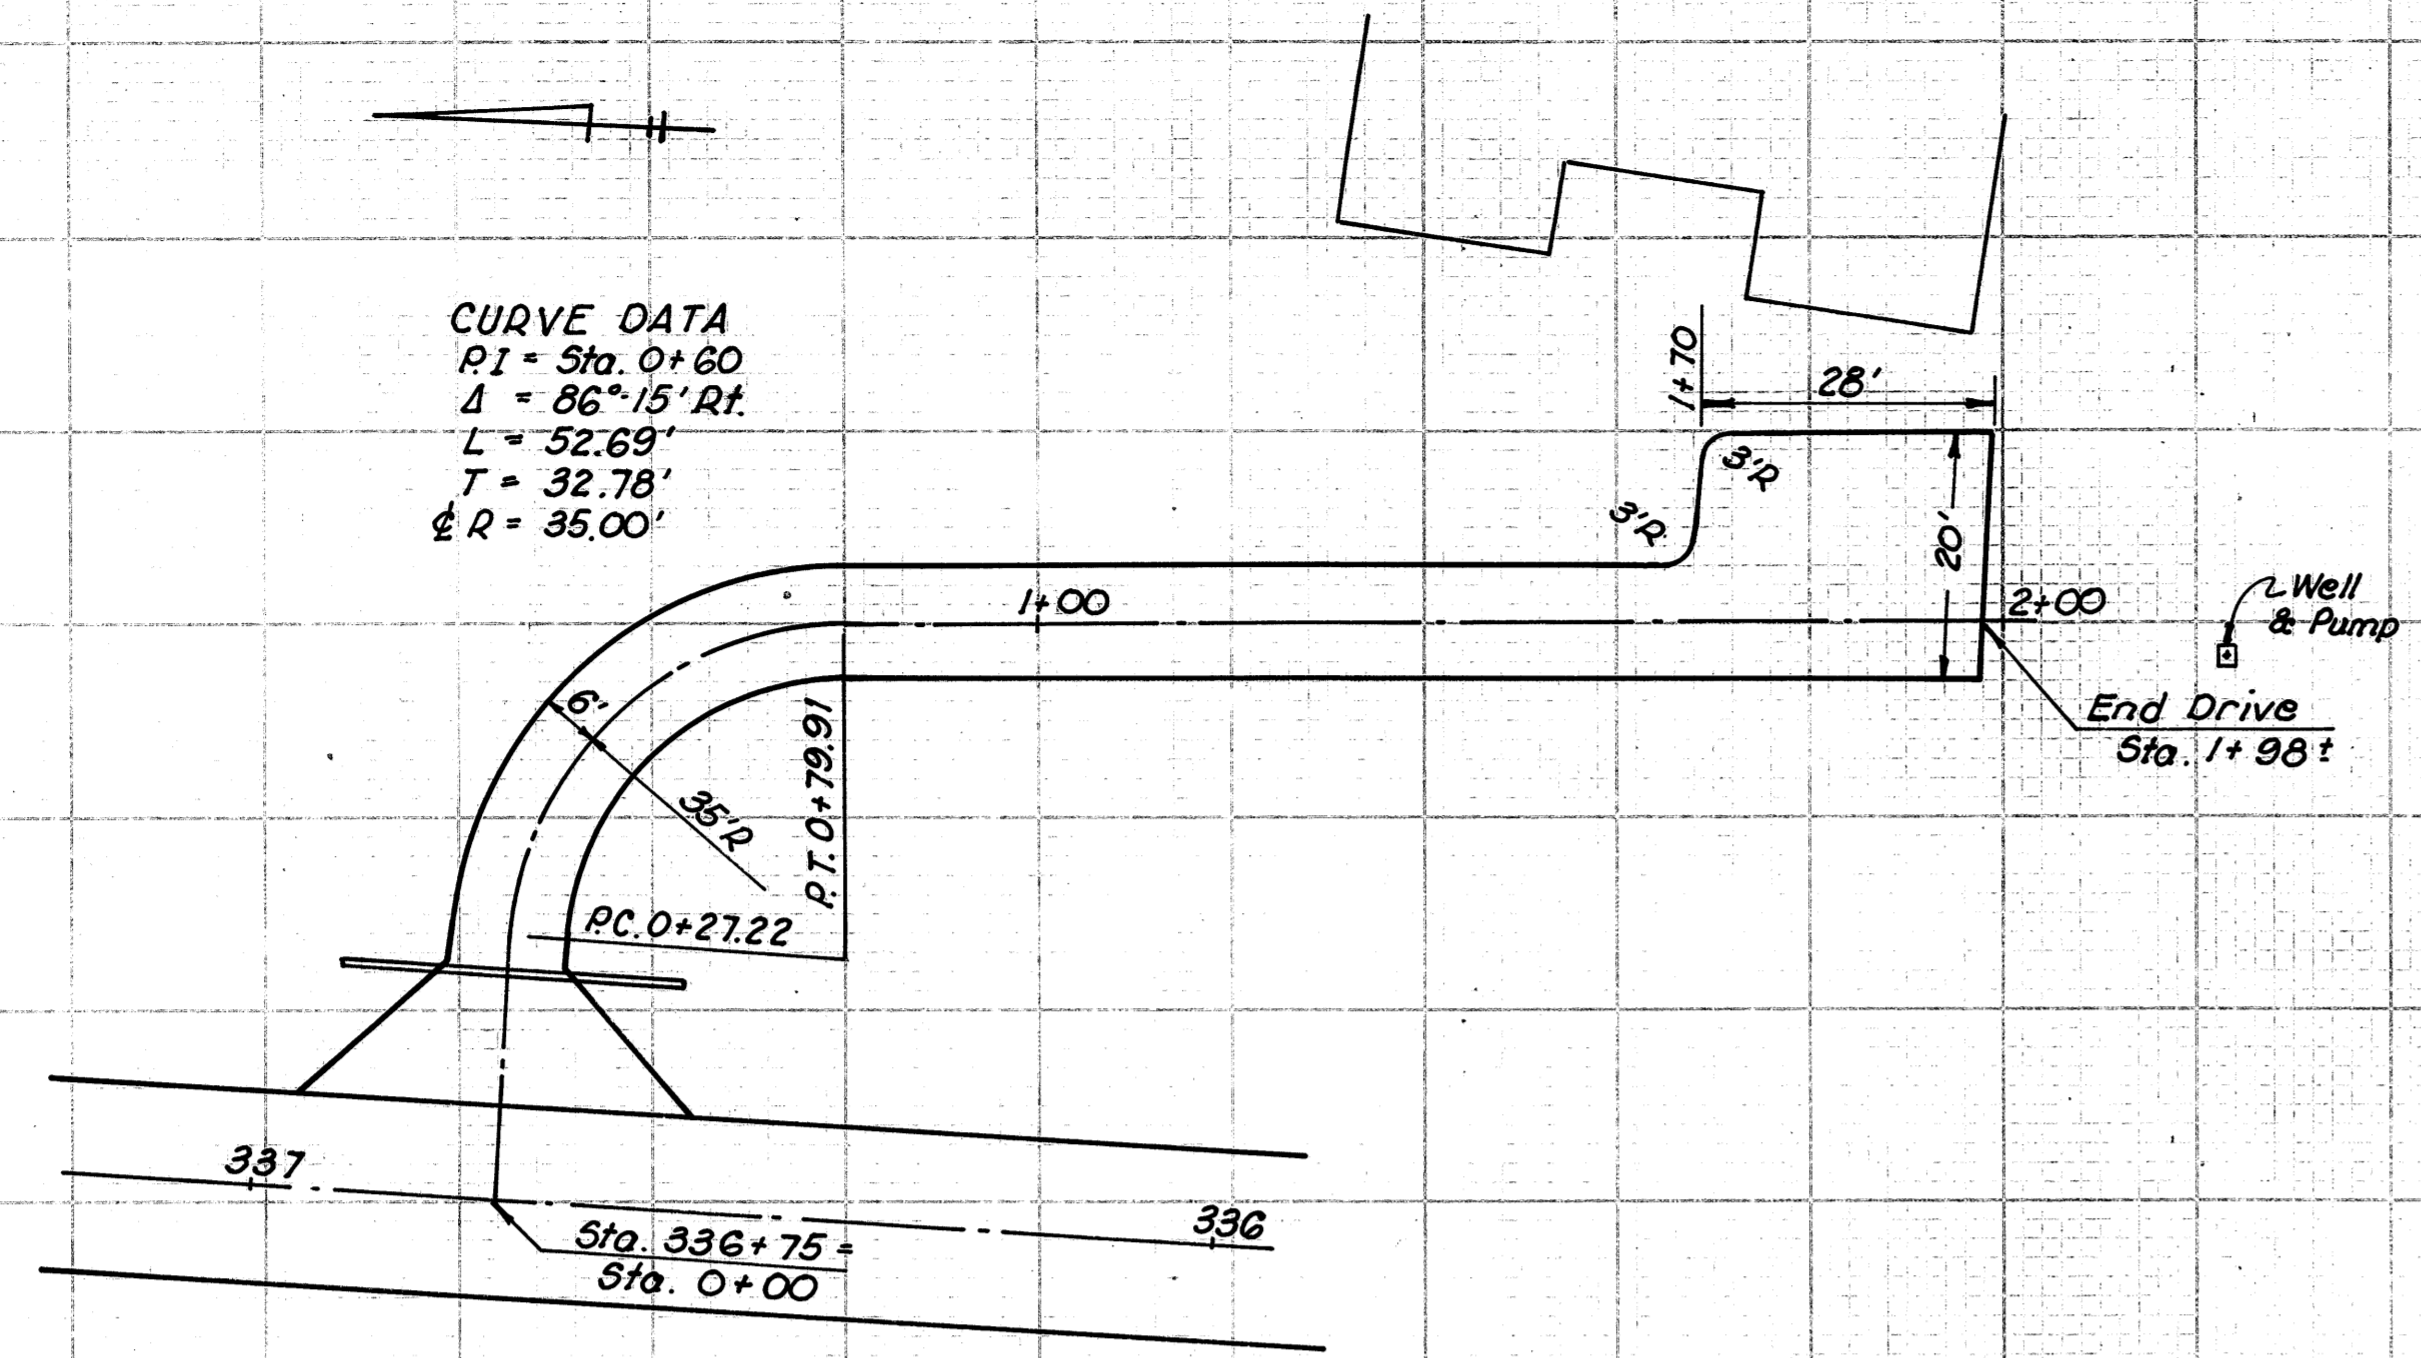 CURVE DATA
P.I = Sta. 0+60
Δ = 86°-15' Rt.
L = 52.69'
T = 32.78'
℄ R = 35.00'
1+70
28'
3'R
3'R
20'
1+00
2+00
Well
& Pump
End Drive
Sta. 1+98±
6'
35'R
P.T. 0+79.91
P.C. 0+27.22
337
336
Sta. 336+75 =
Sta. 0+00